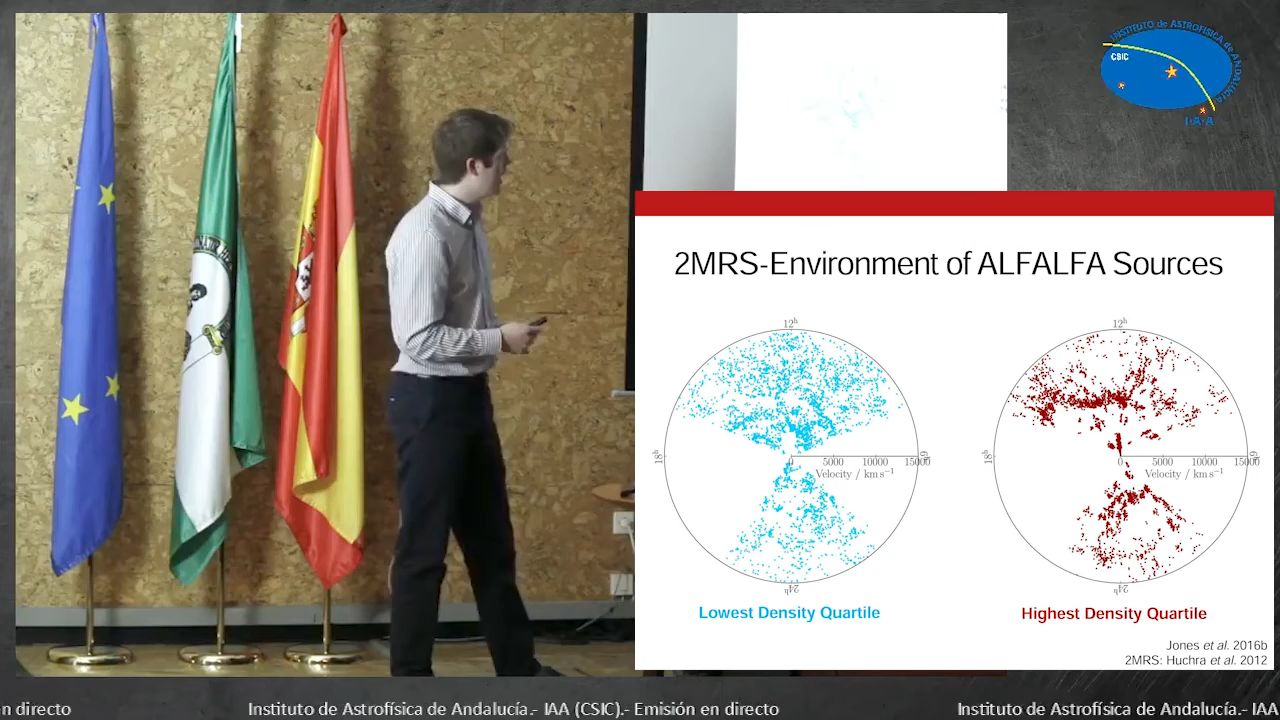 INSTITUTO de ASTROFÍSICA de ANDALUCÍA
CSIC
I·A·A
2MRS-Environment of ALFALFA Sources
12h
18h
0 5000 10000 15000
Velocity / km s⁻¹
24h
12h
18h
0 5000 10000 15000
Velocity / km s⁻¹
24h
Lowest Density Quartile
Highest Density Quartile
Jones et al. 2016b
2MRS: Huchra et al. 2012
n directo
Instituto de Astrofísica de Andalucía.- IAA (CSIC).- Emisión en directo
Instituto de Astrofísica de Andalucía.- IAA